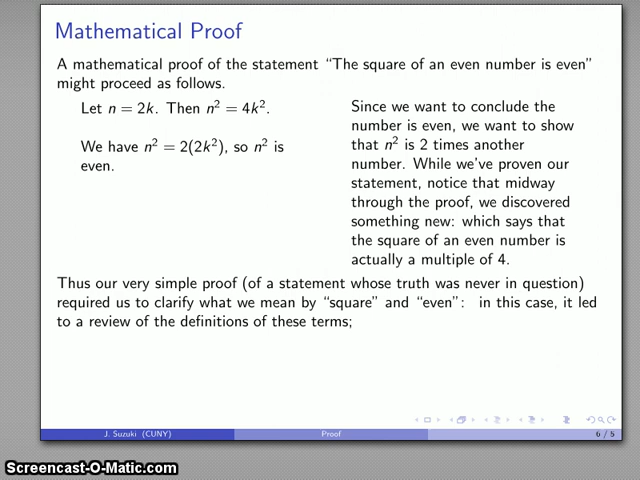 Mathematical Proof
A mathematical proof of the statement “The square of an even number is even”
might proceed as follows.
Let n = 2k. Then n² = 4k².
We have n² = 2(2k²), so n² is
even.
Since we want to conclude the
number is even, we want to show
that n² is 2 times another
number. While we’ve proven our
statement, notice that midway
through the proof, we discovered
something new: which says that
the square of an even number is
actually a multiple of 4.
Thus our very simple proof (of a statement whose truth was never in question)
required us to clarify what we mean by “square” and “even”: in this case, it led
to a review of the definitions of these terms;
J. Suzuki (CUNY)
Proof
6 / 8
Screencast-O-Matic.com